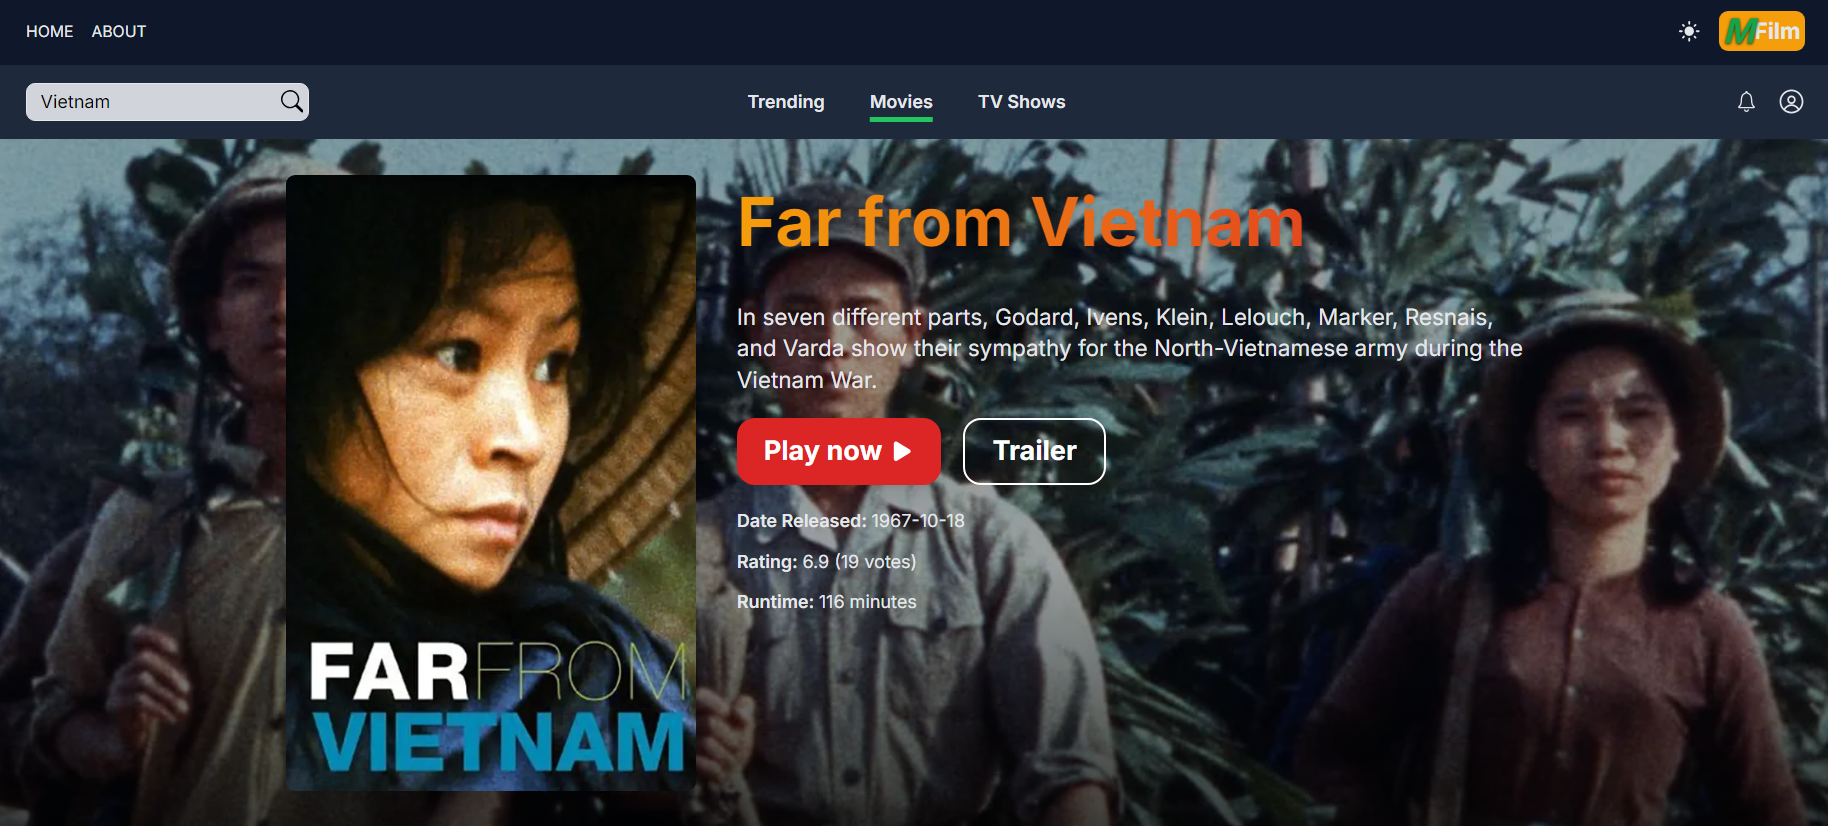 HOME ABOUT
MFilm
Vietnam
Trending Movies TV Shows
Far from Vietnam
In seven different parts, Godard, Ivens, Klein, Lelouch, Marker, Resnais,
and Varda show their sympathy for the North-Vietnamese army during the
Vietnam War.
Play now Trailer
Date Released: 1967-10-18
Rating: 6.9 (19 votes)
Runtime: 116 minutes
FAR FROM
VIETNAM